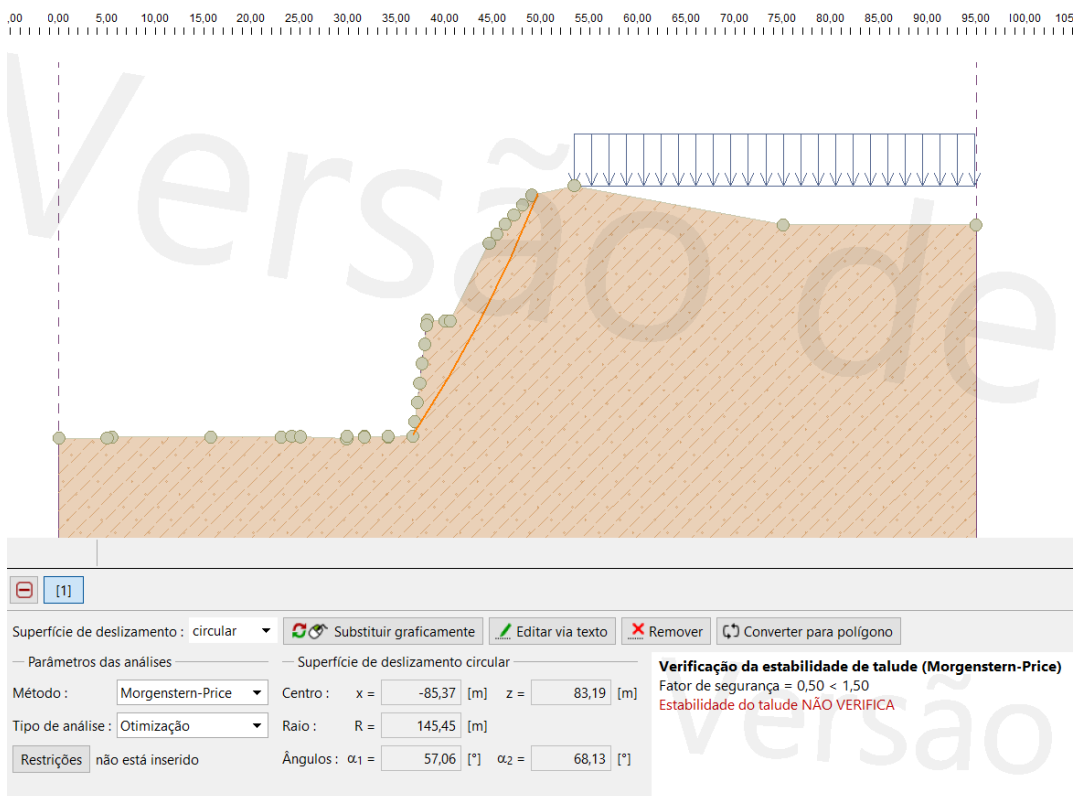 ,00 0,00 5,00 10,00 15,00 20,00 25,00 30,00 35,00 40,00 45,00 50,00 55,00 60,00 65,00 70,00 75,00 80,00 85,00 90,00 95,00 100,00 105
Versão de
[1]
Superfície de deslizamento : circular Substituir graficamente Editar via texto Remover Converter para polígono
Parâmetros das análises Superfície de deslizamento circular Verificação da estabilidade de talude (Morgenstern-Price)
Método : Morgenstern-Price Centro : x = -85,37 [m] z = 83,19 [m] Fator de segurança = 0,50 < 1,50
Estabilidade do talude NÃO VERIFICA
Tipo de análise : Otimização Raio : R = 145,45 [m]
Restrições não está inserido Ângulos : α1 = 57,06 [°] α2 = 68,13 [°]
Versão